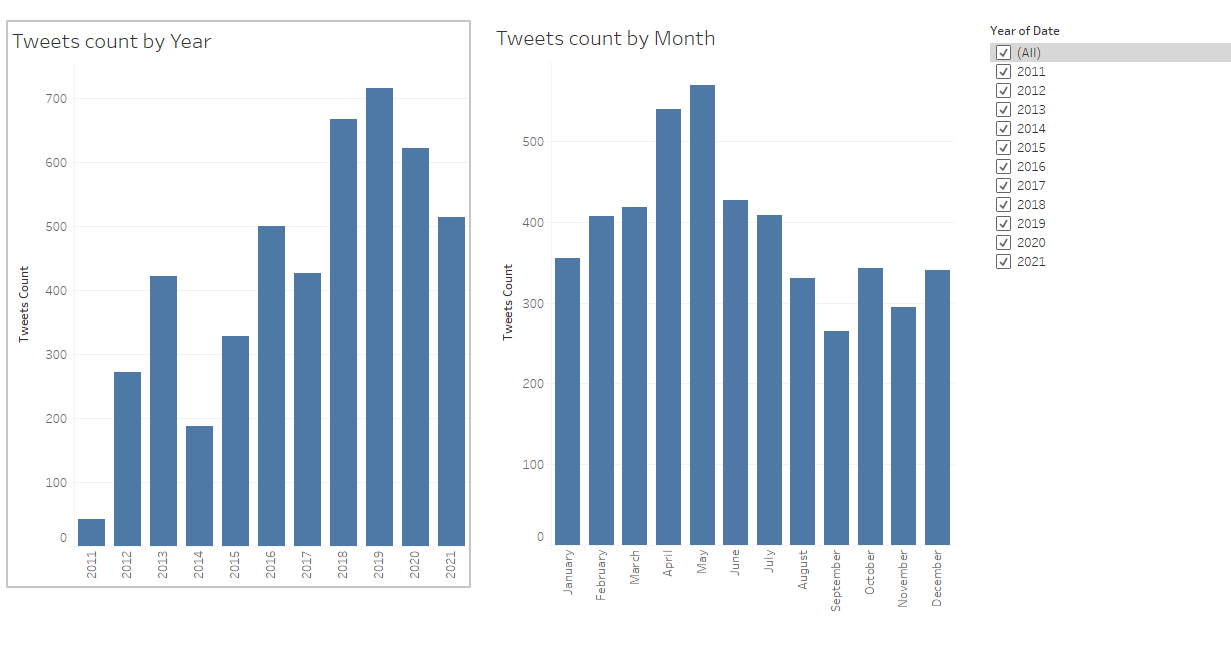 Tweets count by Year
Tweets Count
700
600
500
400
300
200
100
0
2011
2012
2013
2014
2015
2016
2017
2018
2019
2020
2021
Tweets count by Month
Tweets Count
500
400
300
200
100
0
January
February
March
April
May
June
July
August
September
October
November
December
Year of Date
(All)
2011
2012
2013
2014
2015
2016
2017
2018
2019
2020
2021